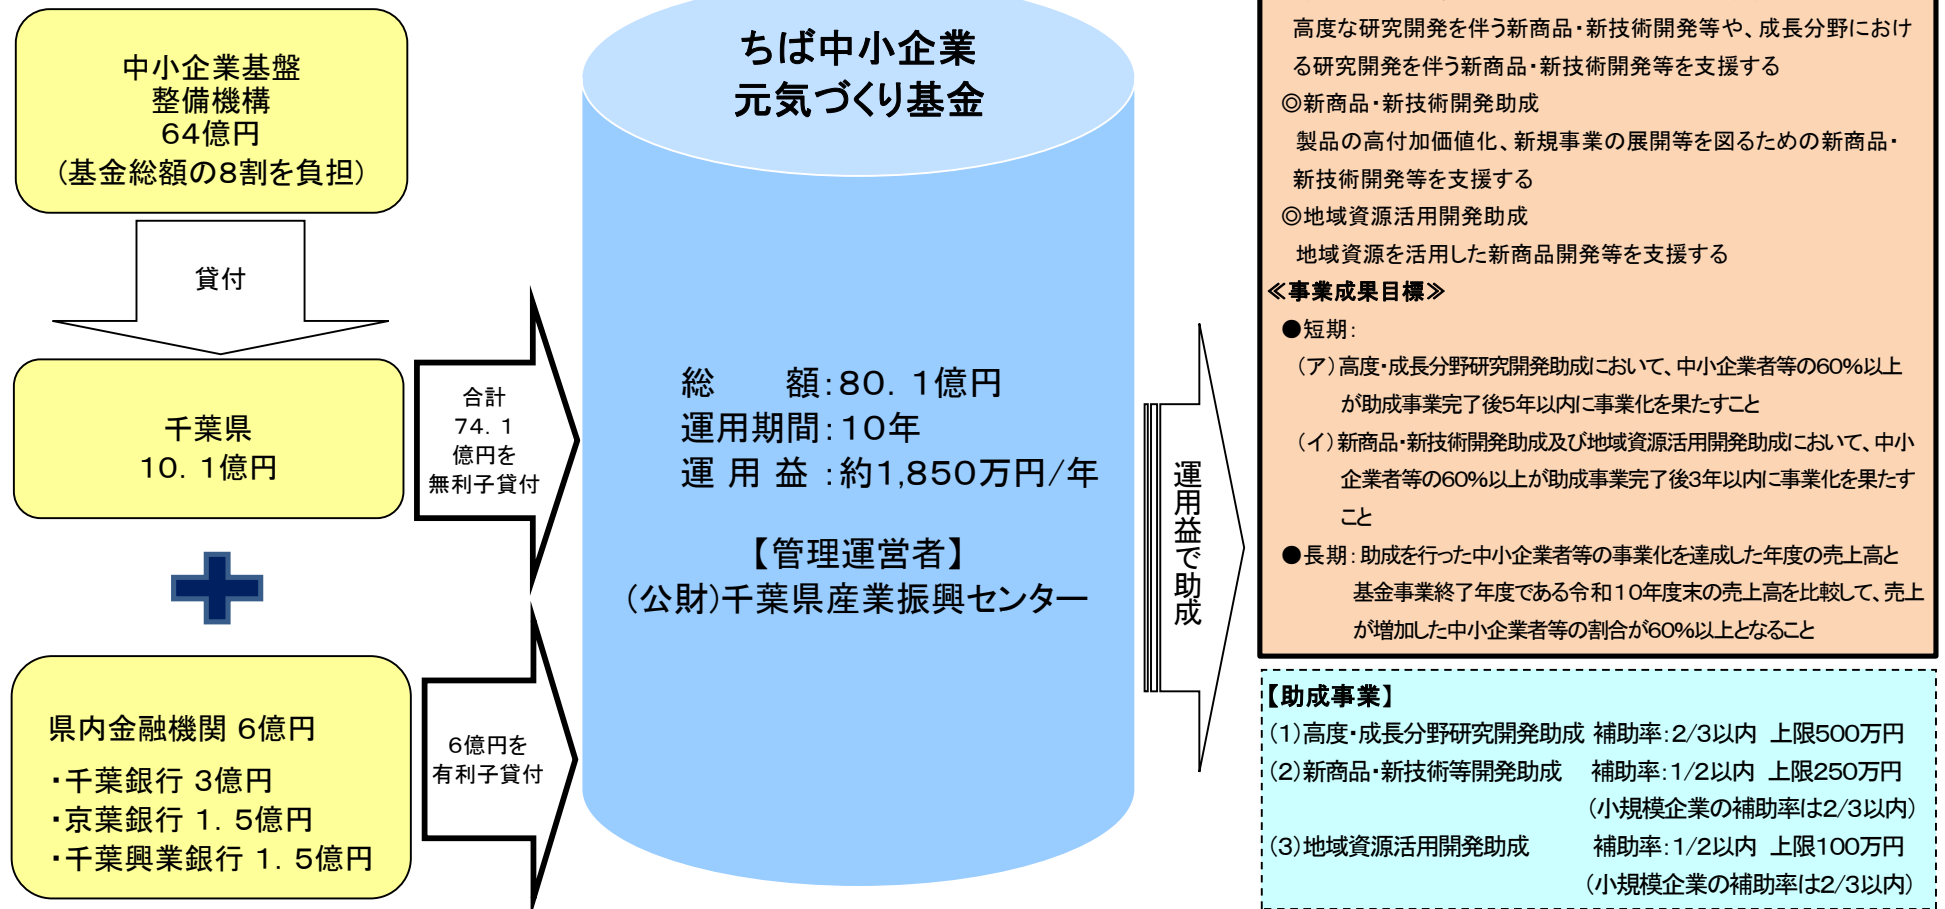 中小企業基盤
整備機構
64億円
(基金総額の8割を負担)
貸付
千葉県
10．1億円
県内金融機関 6億円
・千葉銀行 3億円
・京葉銀行 1．5億円
・千葉興業銀行 1．5億円
合計
74．1
億円を
無利子貸付
6億円を
有利子貸付
ちば中小企業
元気づくり基金
総　　額：80．1億円
運用期間：10年
運 用 益 ：約1,850万円/年
【管理運営者】
(公財)千葉県産業振興センター
運用益で助成
高度な研究開発を伴う新商品・新技術開発等や、成長分野におけ
る研究開発を伴う新商品・新技術開発等を支援する
◎新商品・新技術開発助成
製品の高付加価値化、新規事業の展開等を図るための新商品・
新技術開発等を支援する
◎地域資源活用開発助成
地域資源を活用した新商品開発等を支援する
≪事業成果目標≫
●短期：
（ア）高度・成長分野研究開発助成において、中小企業者等の60％以上
が助成事業完了後5年以内に事業化を果たすこと
（イ）新商品・新技術開発助成及び地域資源活用開発助成において、中小
企業者等の60％以上が助成事業完了後3年以内に事業化を果たす
こと
●長期：助成を行った中小企業者等の事業化を達成した年度の売上高と
基金事業終了年度である令和10年度末の売上高を比較して、売上
が増加した中小企業者等の割合が60％以上となること
【助成事業】
(1)高度・成長分野研究開発助成 補助率：2/3以内 上限500万円
(2)新商品・新技術等開発助成 補助率：1/2以内 上限250万円
(小規模企業の補助率は2/3以内)
(3)地域資源活用開発助成 補助率：1/2以内 上限100万円
(小規模企業の補助率は2/3以内)